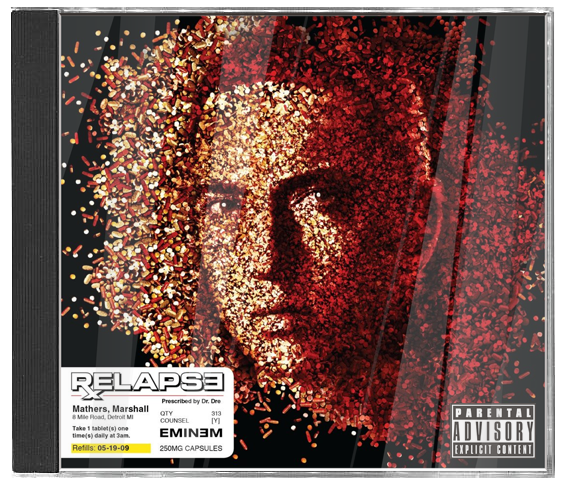 RELAPSE
Rx
Prescribed by Dr. Dre
Mathers, Marshall
8 Mile Road, Detroit MI
QTY 313
COUNSEL [Y]
Take 1 tablet(s) one
time(s) daily at 3am.
EMINEM
Refills: 05-19-09
250MG CAPSULES
PARENTAL
ADVISORY
EXPLICIT CONTENT